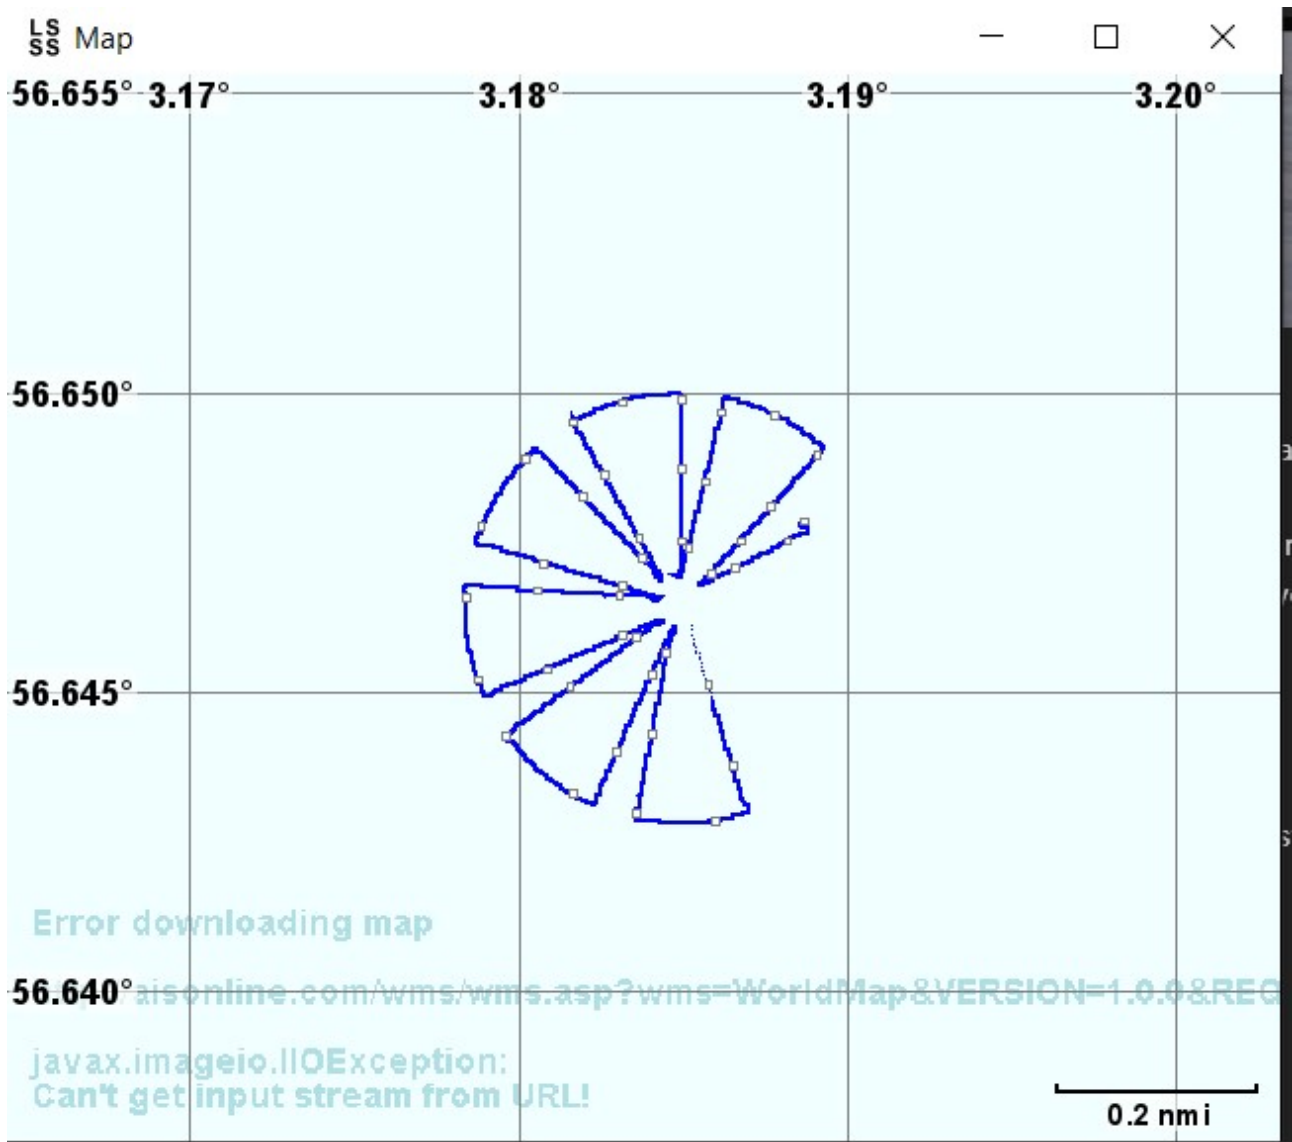 LS
SS Map
56.655° 3.17° 3.18° 3.19° 3.20°
56.650°
56.645°
Error downloading map
56.640° aisonline.com/wms/wms.asp?wms=WorldMap&VERSION=1.0.0&REQ
javax.imageio.IIOException:
Can't get input stream from URL!
0.2 nmi